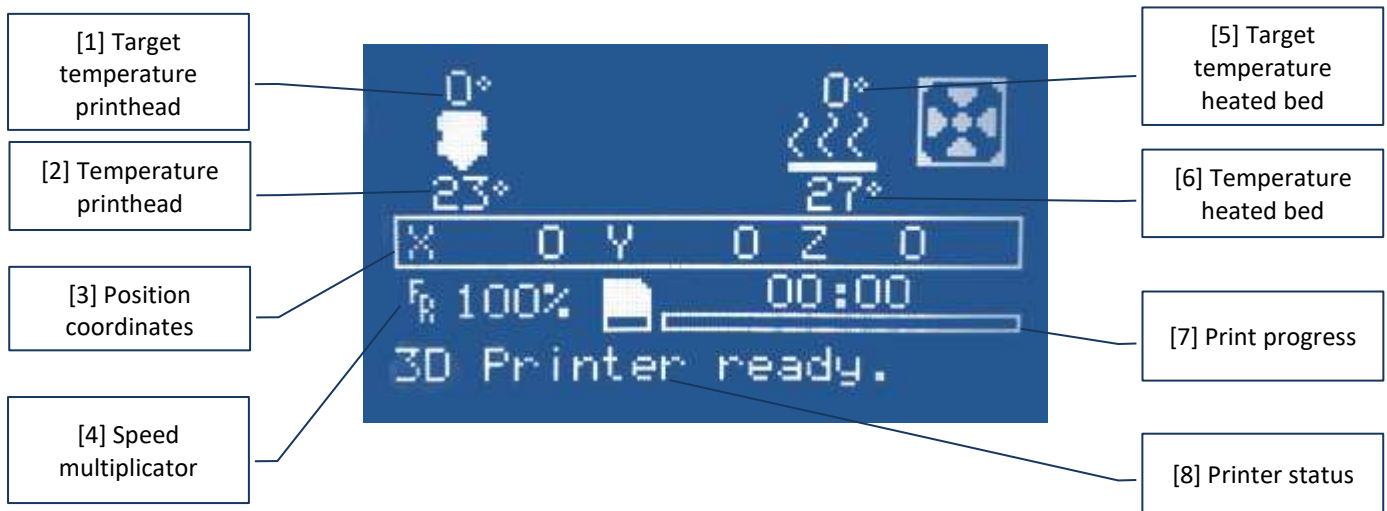 [1] Target
temperature
printhead
[2] Temperature
printhead
[3] Position
coordinates
[4] Speed
multiplicator
0° 0°
23° 27°
X 0 Y 0 Z 0
FR 100% 00:00
3D Printer ready.
[5] Target
temperature
heated bed
[6] Temperature
heated bed
[7] Print progress
[8] Printer status